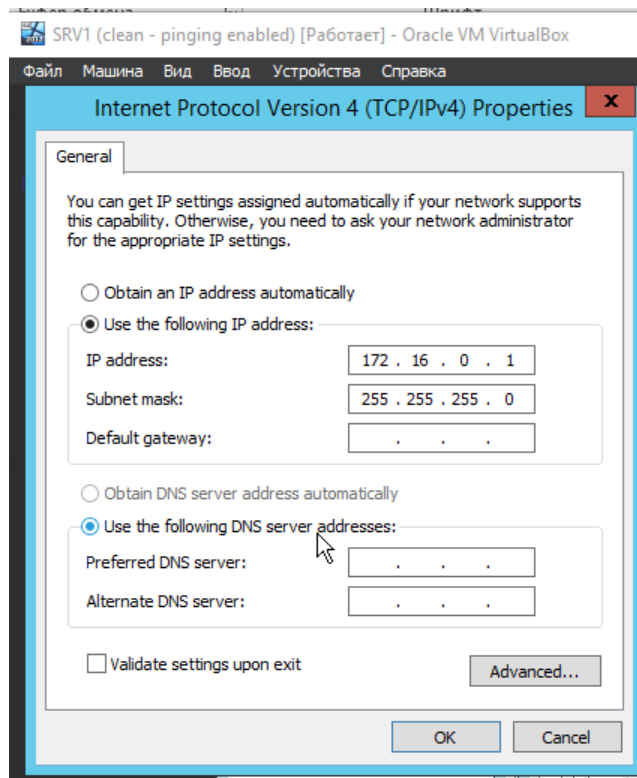 SRV1 (clean - pinging enabled) [Работает] - Oracle VM VirtualBox
Файл Машина Вид Ввод Устройства Справка
Internet Protocol Version 4 (TCP/IPv4) Properties
x
General
You can get IP settings assigned automatically if your network supports
this capability. Otherwise, you need to ask your network administrator
for the appropriate IP settings.
Obtain an IP address automatically
Use the following IP address:
IP address: 172 . 16 . 0 . 1
Subnet mask: 255 . 255 . 255 . 0
Default gateway: . . .
Obtain DNS server address automatically
Use the following DNS server addresses:
Preferred DNS server: . . .
Alternate DNS server: . . .
Validate settings upon exit
Advanced...
OK Cancel